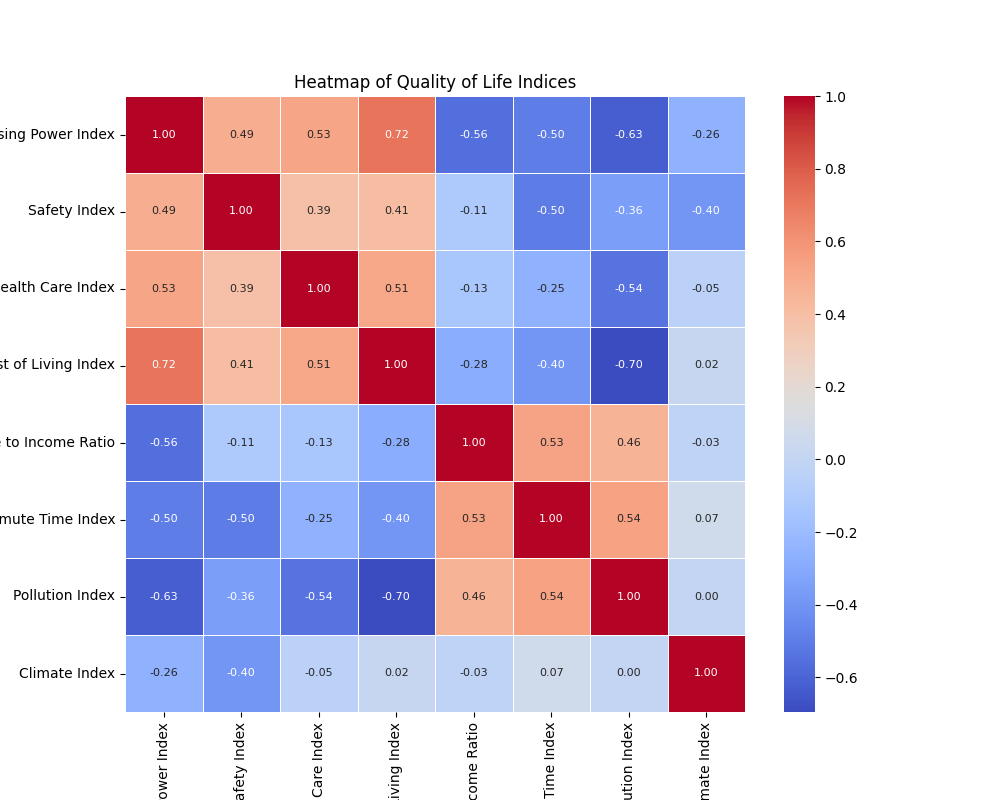 Heatmap of Quality of Life Indices
sing Power Index 1.00 0.49 0.53 0.72 -0.56 -0.50 -0.63 -0.26
Safety Index 0.49 1.00 0.39 0.41 -0.11 -0.50 -0.36 -0.40
ealth Care Index 0.53 0.39 1.00 0.51 -0.13 -0.25 -0.54 -0.05
st of Living Index 0.72 0.41 0.51 1.00 -0.28 -0.40 -0.70 0.02
e to Income Ratio -0.56 -0.11 -0.13 -0.28 1.00 0.53 0.46 -0.03
mute Time Index -0.50 -0.50 -0.25 -0.40 0.53 1.00 0.54 0.07
Pollution Index -0.63 -0.36 -0.54 -0.70 0.46 0.54 1.00 0.00
Climate Index -0.26 -0.40 -0.05 0.02 -0.03 0.07 0.00 1.00
ower Index
afety Index
Care Index
iving Index
come Ratio
Time Index
ution Index
mate Index
1.0
0.8
0.6
0.4
0.2
0.0
−0.2
−0.4
−0.6